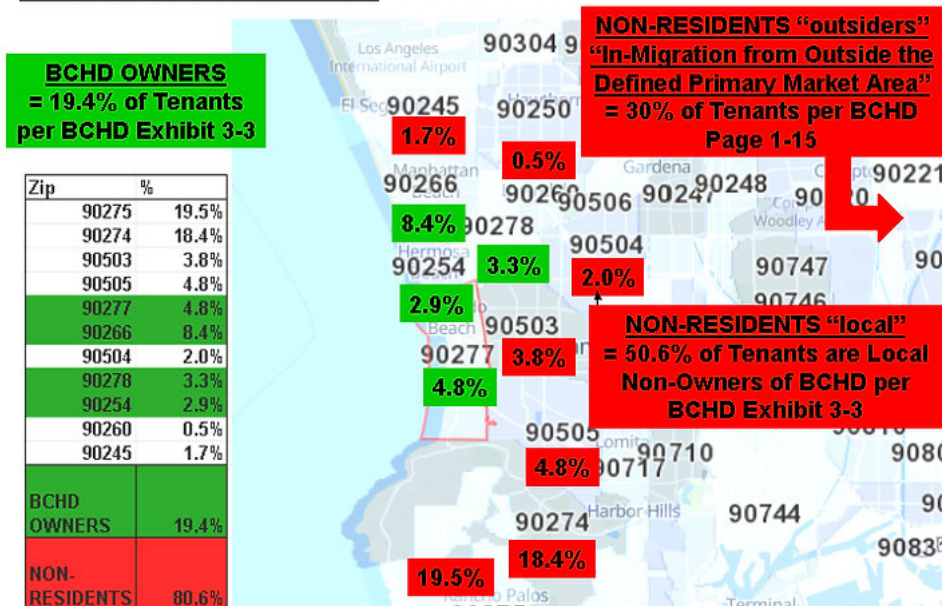 BCHD OWNERS
= 19.4% of Tenants
per BCHD Exhibit 3-3
NON-RESIDENTS “outsiders”
“In-Migration from Outside the
Defined Primary Market Area”
= 30% of Tenants per BCHD
Page 1-15
Zip %
90275 19.5%
90274 18.4%
90503 3.8%
90505 4.8%
90277 4.8%
90266 8.4%
90504 2.0%
90278 3.3%
90254 2.9%
90260 0.5%
90245 1.7%
BCHD
OWNERS 19.4%
NON-
RESIDENTS 80.6%
Los Angeles
International Airport
90304
90245
90250
1.7%
0.5%
Gardena
90221
Manhattan
Beach
90266
90260
90506
90247
90248
8.4%
90278
90504
Hermosa
90254
3.3%
2.0%
90747
90746
2.9%
Beach
90503
NON-RESIDENTS “local”
= 50.6% of Tenants are Local
Non-Owners of BCHD per
BCHD Exhibit 3-3
90277
3.8%
4.8%
90505
Lomita
90710
90717
4.8%
90274
Harbor Hills
90744
18.4%
19.5%
Palos
Terminal